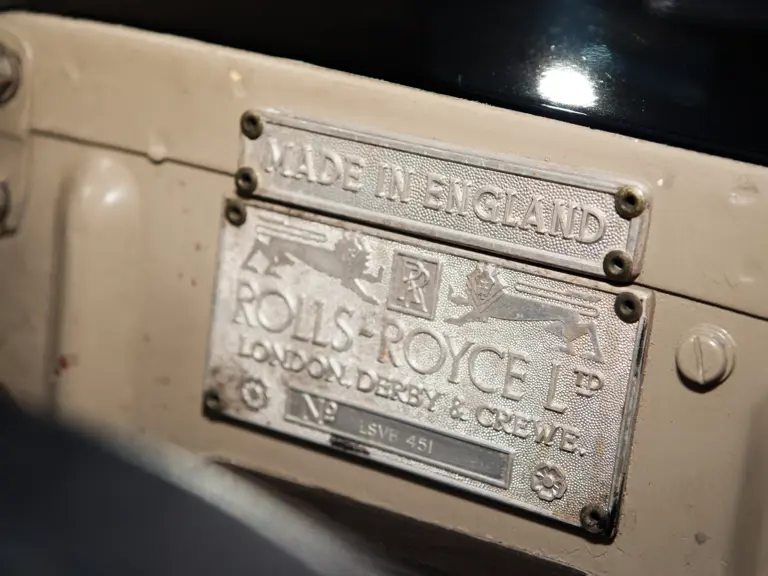 MADE IN ENGLAND
RR
ROLLS-ROYCE LTD
LONDON. DERBY & CREWE.
No LSVB 451